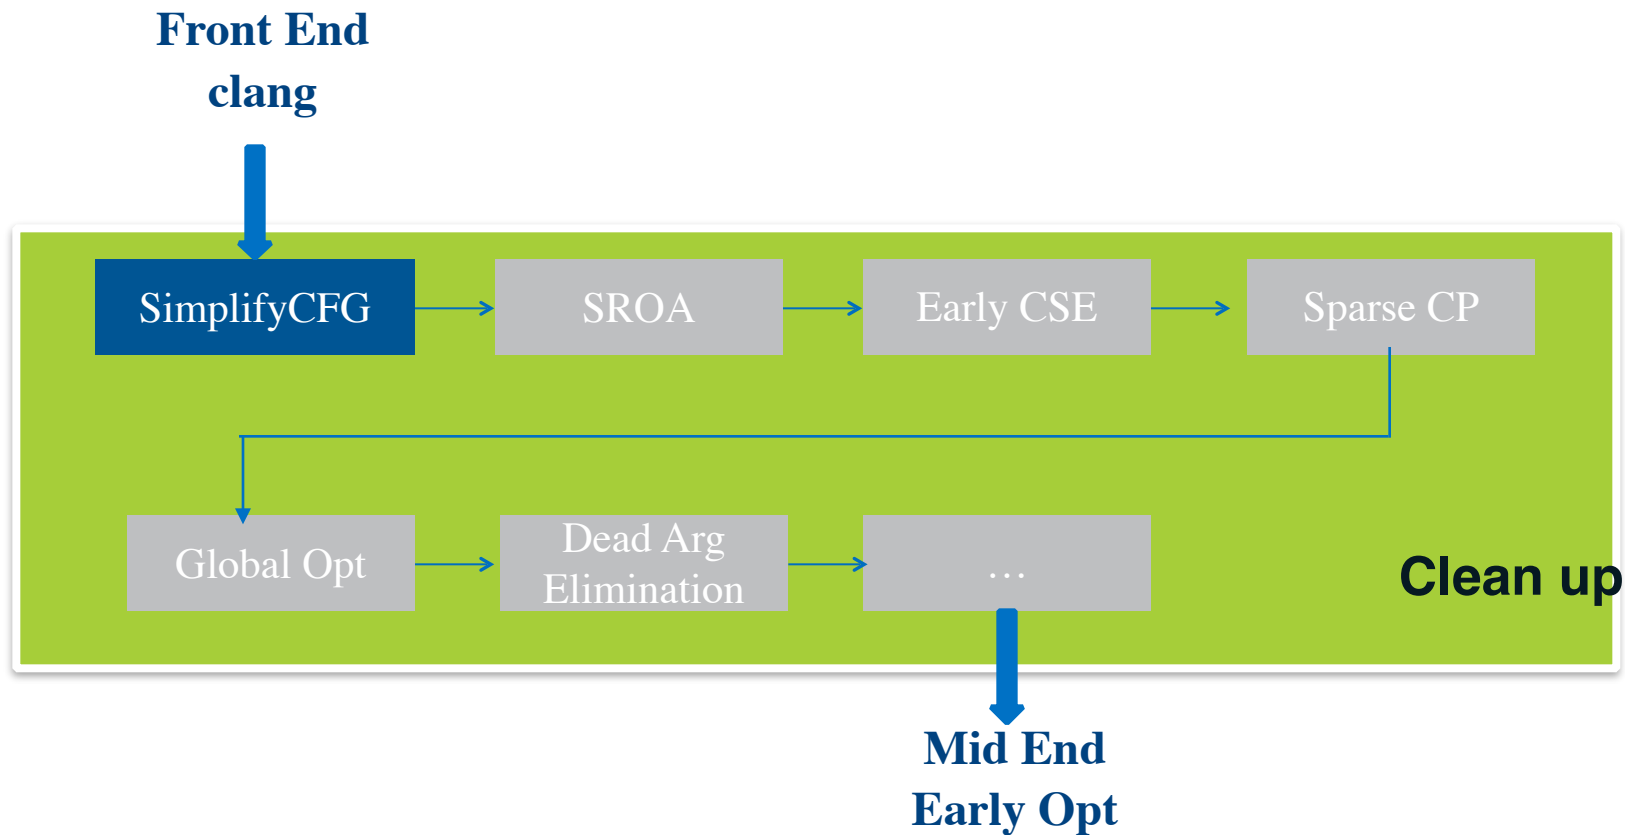 Front End
clang
SimplifyCFG
SROA
Early CSE
Sparse CP
Global Opt
Dead Arg
Elimination
...
Clean up
Mid End
Early Opt